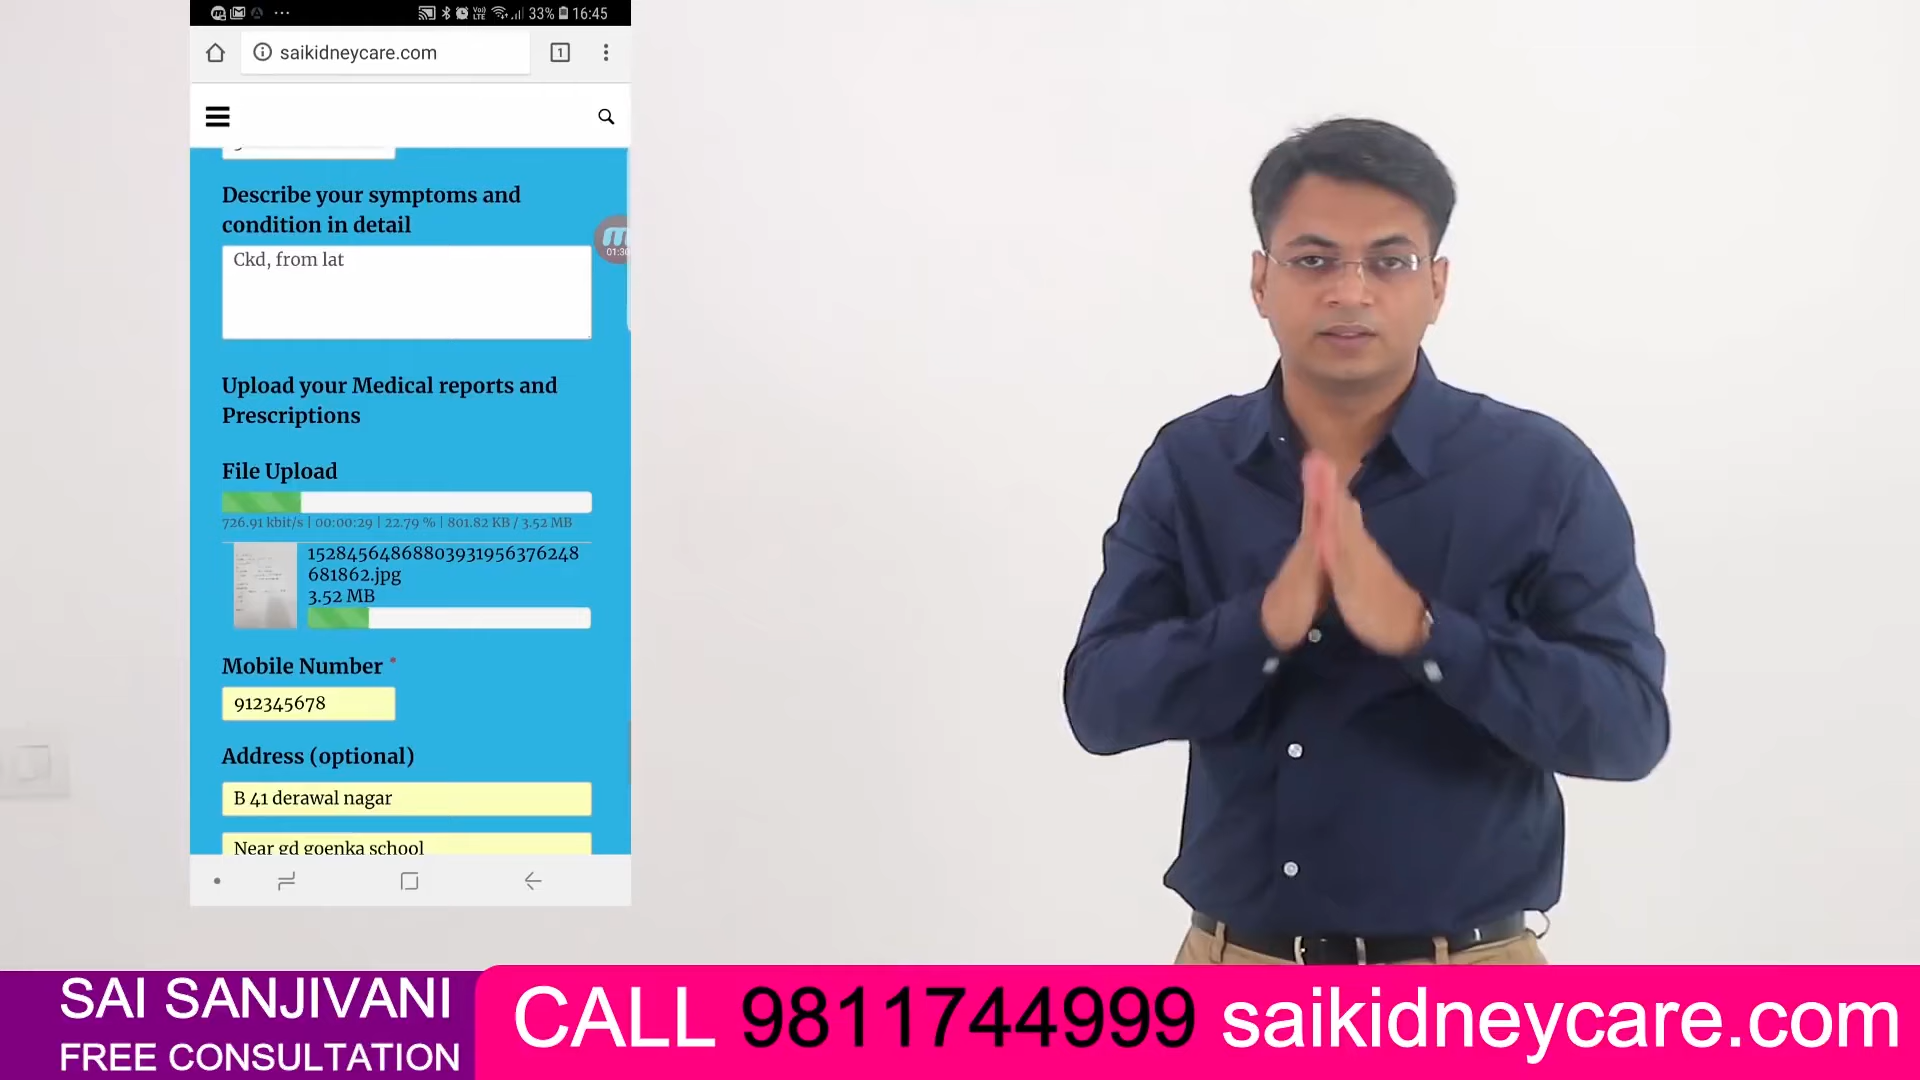 33% 16:45
saikidneycare.com
1
Describe your symptoms and
condition in detail
Ckd, from lat
01:30
Upload your Medical reports and
Prescriptions
File Upload
726.91 kbit/s | 00:00:29 | 22.79 % | 801.82 KB / 3.52 MB
15284564868803931956376248
681862.jpg
3.52 MB
Mobile Number *
912345678
Address (optional)
B 41 derawal nagar
Near gd goenka school
SAI SANJIVANI
FREE CONSULTATION
CALL 9811744999 saikidneycare.com